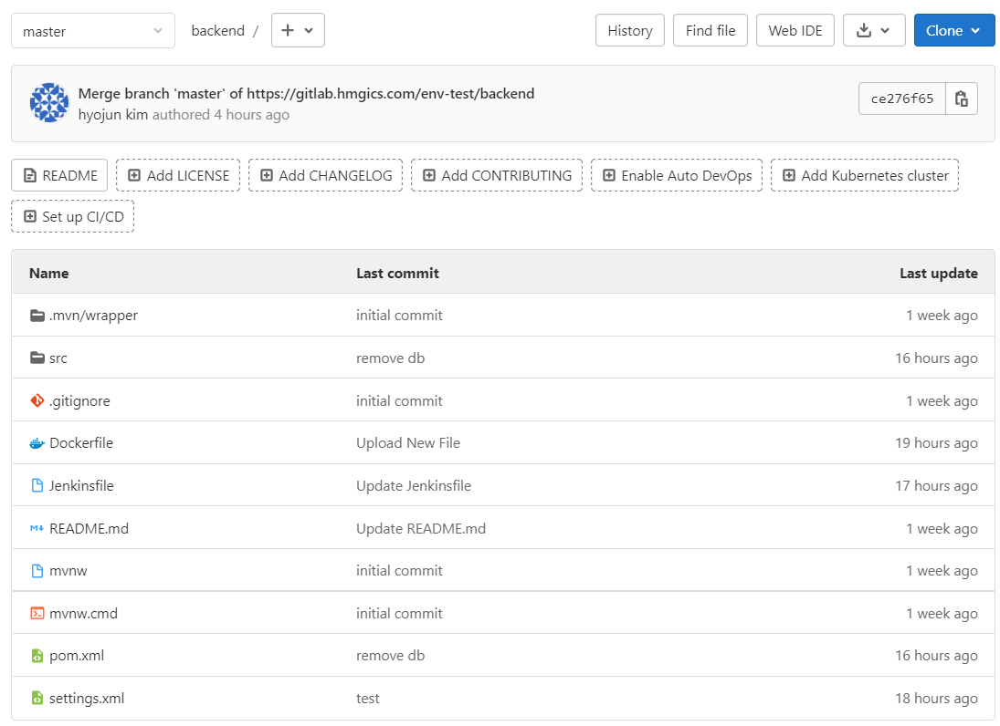 master backend / History Find file Web IDE Clone
Merge branch 'master' of https://gitlab.hmgics.com/env-test/backend
hyojun kim authored 4 hours ago
ce276f65
README Add LICENSE Add CHANGELOG Add CONTRIBUTING Enable Auto DevOps Add Kubernetes cluster
Set up CI/CD
Name Last commit Last update
.mvn/wrapper initial commit 1 week ago
src remove db 16 hours ago
.gitignore initial commit 1 week ago
Dockerfile Upload New File 19 hours ago
Jenkinsfile Update Jenkinsfile 17 hours ago
README.md Update README.md 1 week ago
mvnw initial commit 1 week ago
mvnw.cmd initial commit 1 week ago
pom.xml remove db 16 hours ago
settings.xml test 18 hours ago